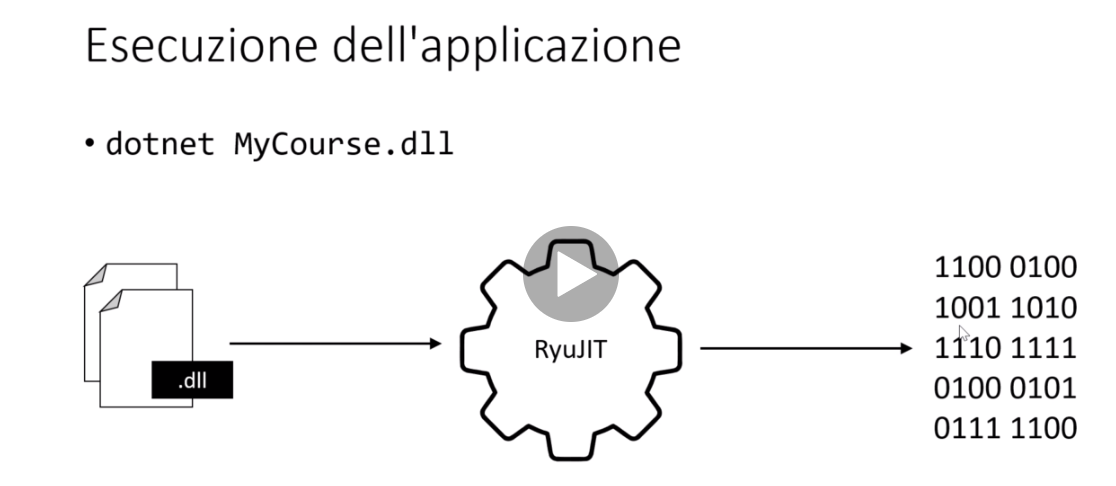 Esecuzione dell'applicazione
• dotnet MyCourse.dll
.dll
RyuJIT
1100 0100
1001 1010
1110 1111
0100 0101
0111 1100